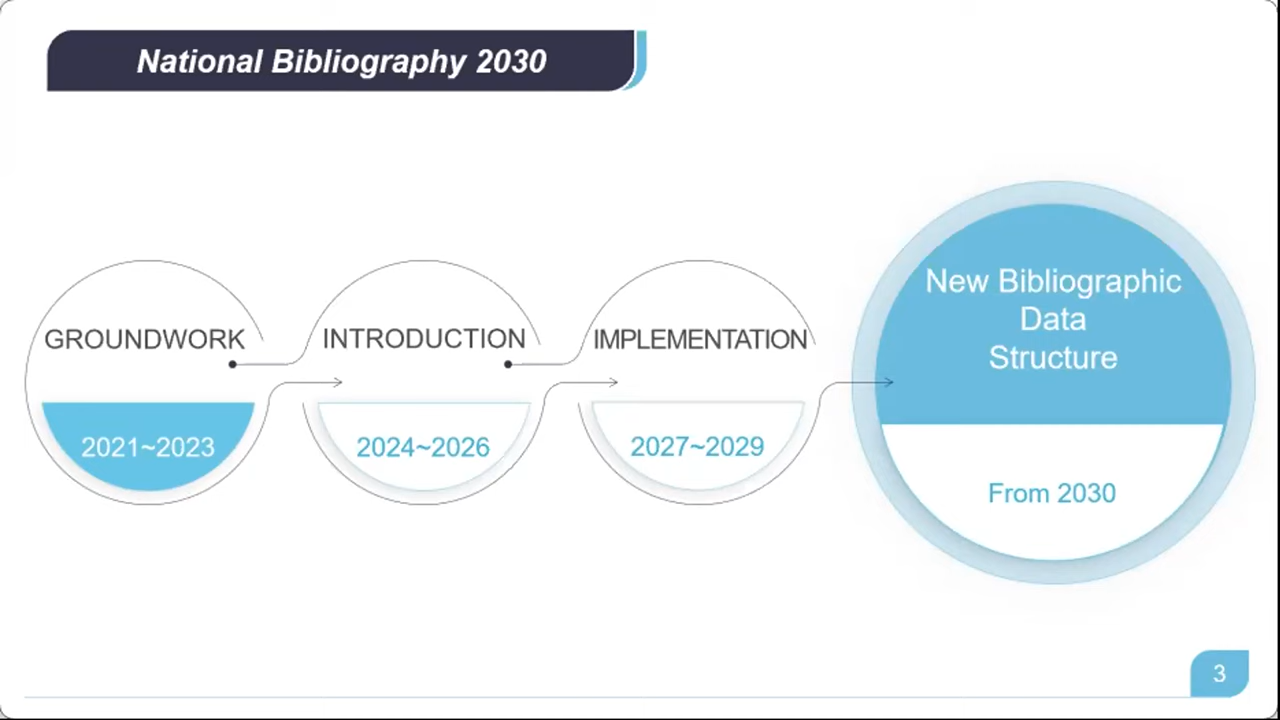 National Bibliography 2030
GROUNDWORK
2021~2023
INTRODUCTION
2024~2026
IMPLEMENTATION
2027~2029
New Bibliographic
Data
Structure
From 2030
3